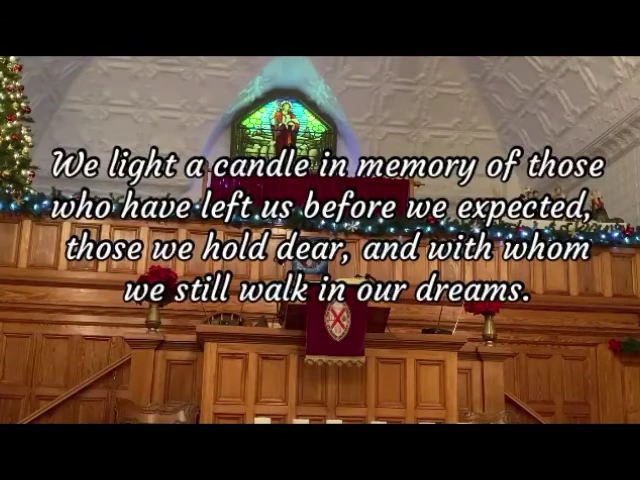 We light a candle in memory of those
who have left us before we expected,
those we hold dear, and with whom
we still walk in our dreams.